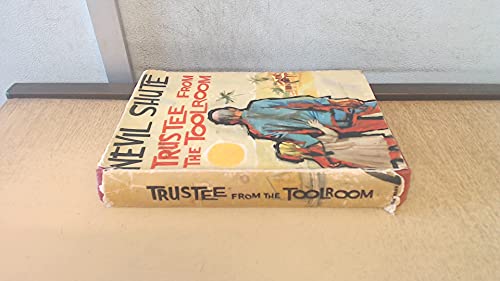 NEVIL SHUTE
TRUSTEE FROM
THE TOOLROOM
TRUSTEE FROM THE TOOLROOM